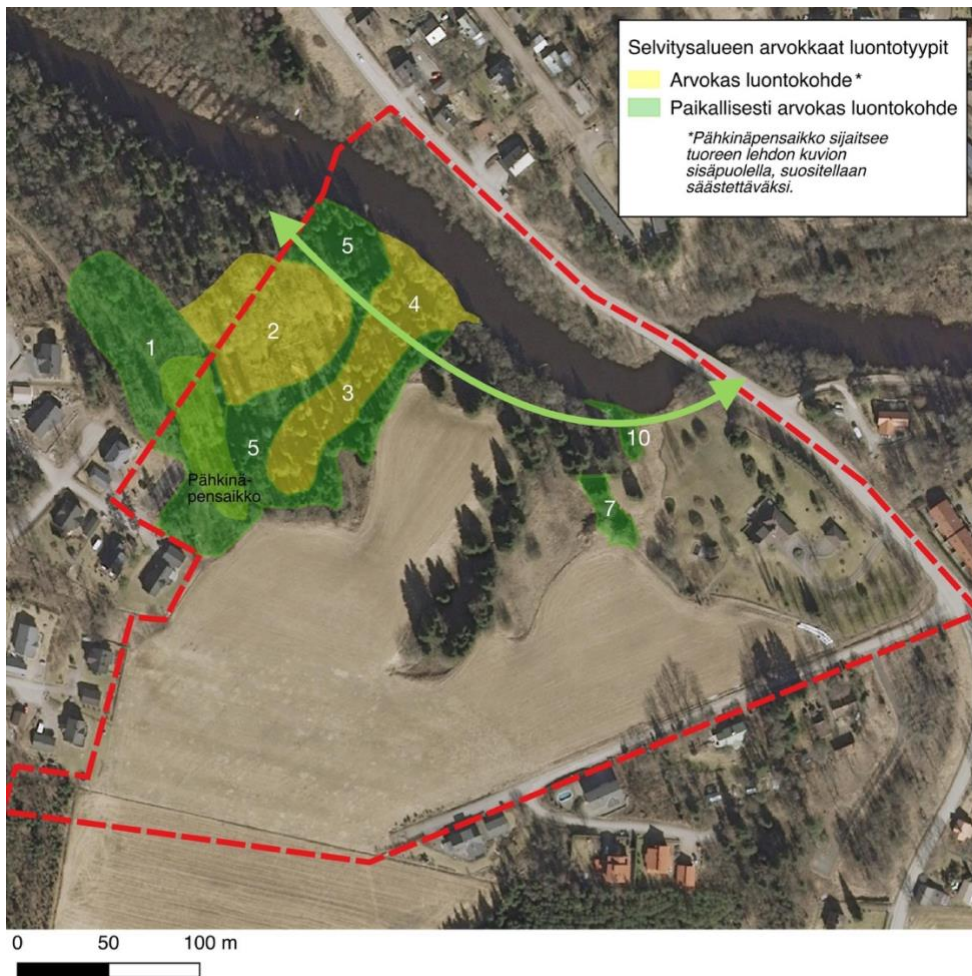 Selvitysalueen arvokkaat luontotyypit
Arvokas luontokohde*
Paikallisesti arvokas luontokohde
*Pähkinäpensaikko sijaitsee
tuoreen lehdon kuvion
sisäpuolella, suositellaan
säästettäväksi.
5
4
1
2
3
5
10
Pähkinä-
pensaikko
7
0 50 100 m